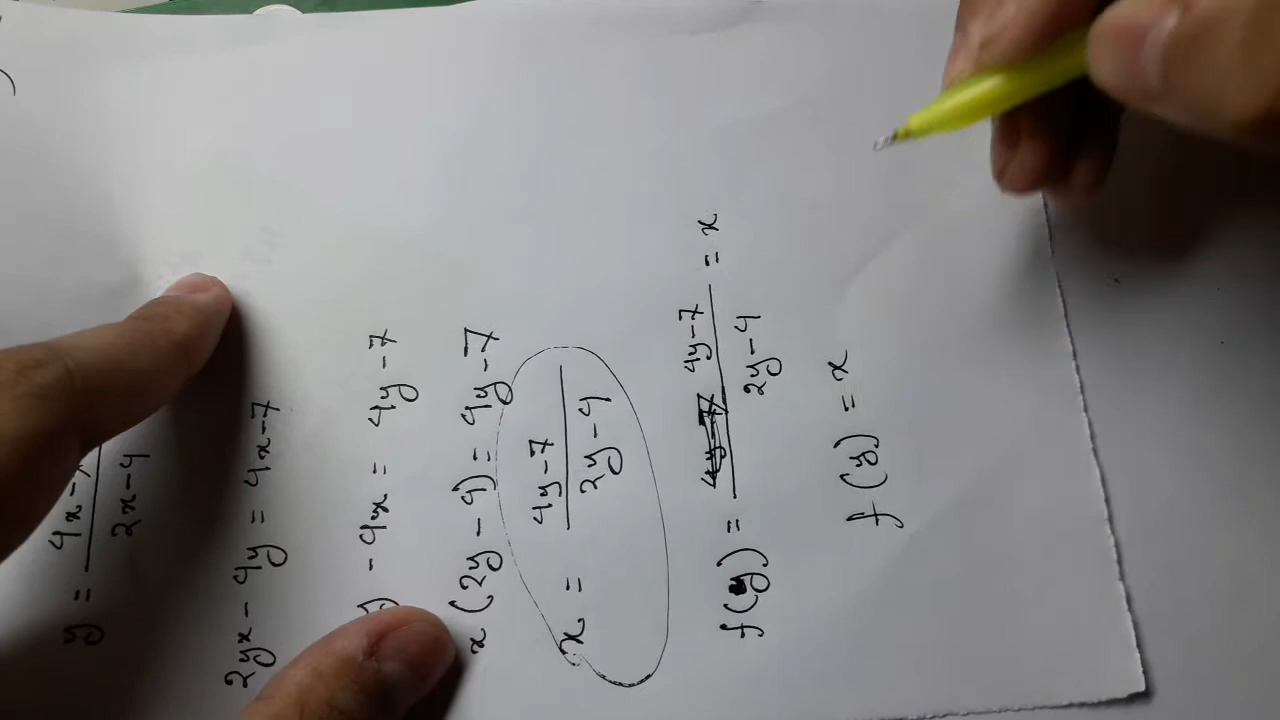 y = 4x-7 / 2x-4
2yx - 4y = 4x-7
y - 4x = 4y-7
x (2y-4) = 4y-7
x = 4y-7 / 2y-4
f(y) = 4y-7 / 2y-4 = x
f(y) = x